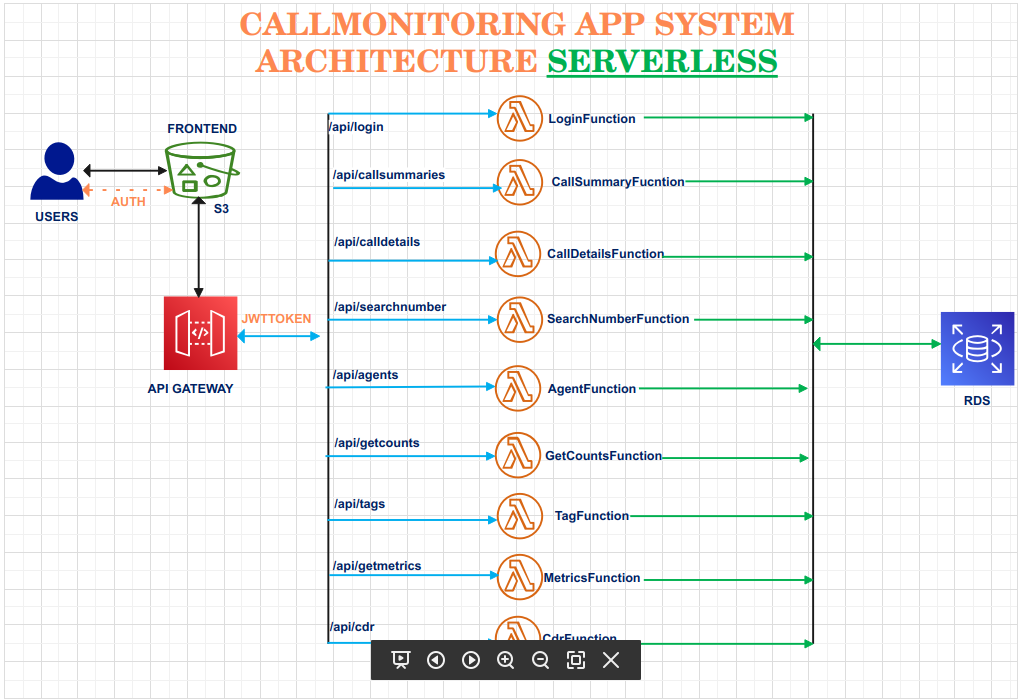 CALLMONITORING APP SYSTEM
ARCHITECTURE SERVERLESS
FRONTEND
USERS
AUTH
S3
API GATEWAY
JWTTOKEN
/api/login
LoginFunction
/api/callsummaries
CallSummaryFucntion
/api/calldetails
CallDetailsFunction
/api/searchnumber
SearchNumberFunction
/api/agents
AgentFunction
/api/getcounts
GetCountsFunction
/api/tags
TagFunction
/api/getmetrics
MetricsFunction
/api/cdr
CdrFunction
RDS